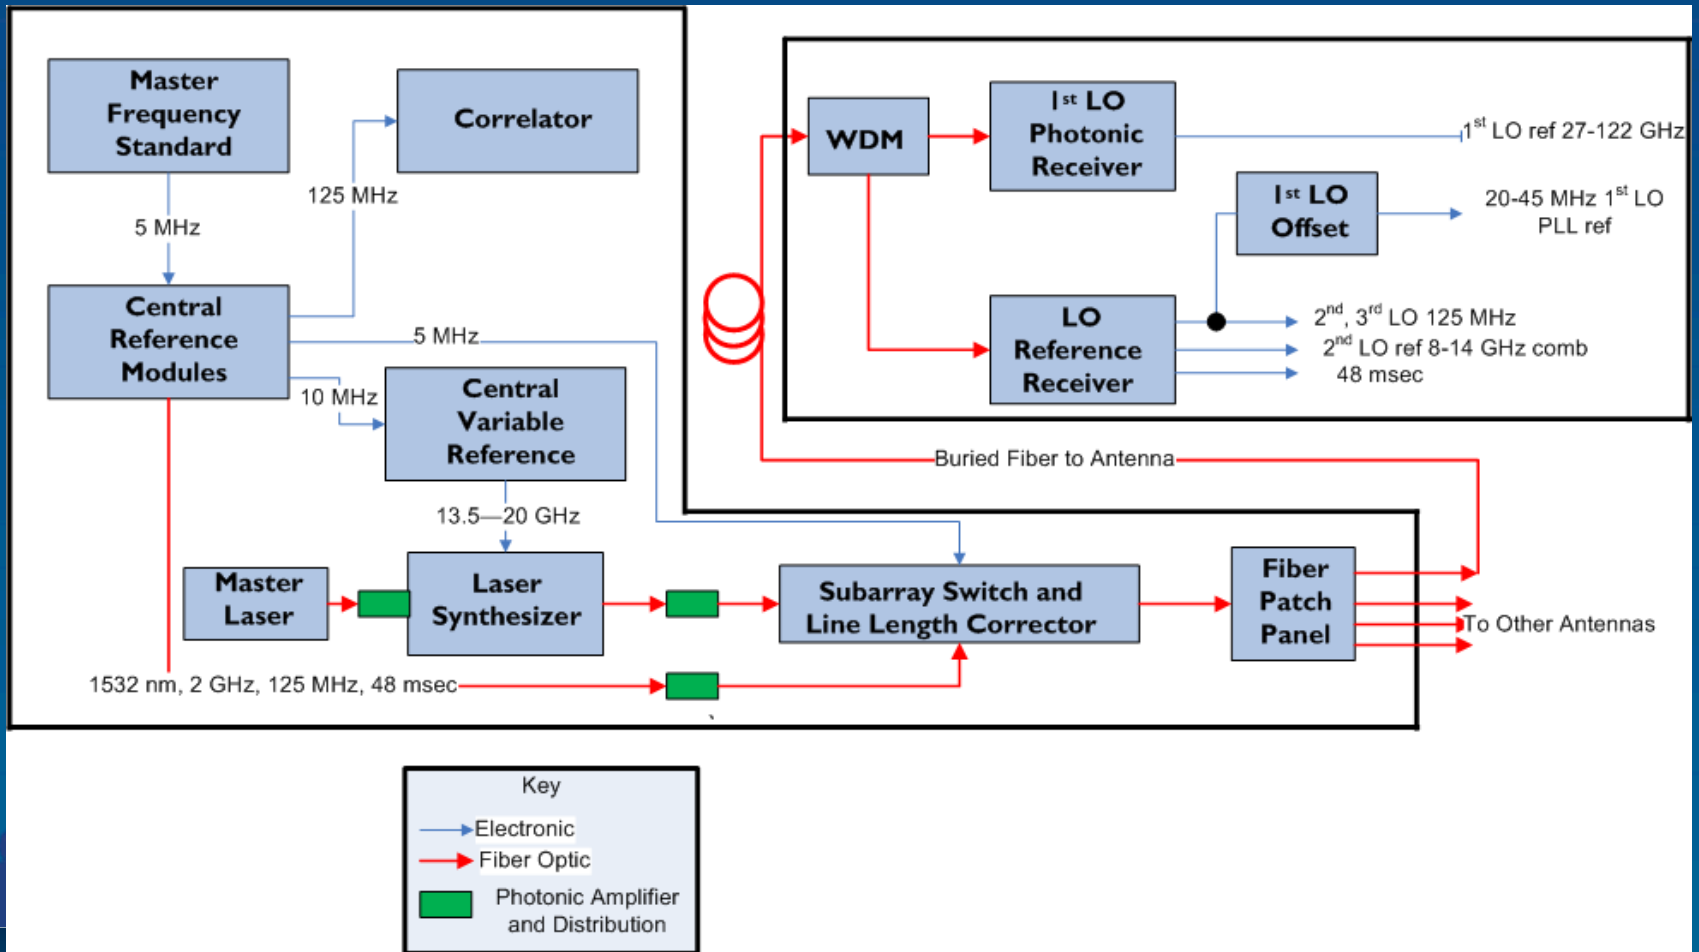 Master
Frequency
Standard
Correlator
125 MHz
5 MHz
Central
Reference
Modules
5 MHz
10 MHz
Central
Variable
Reference
13.5—20 GHz
Master
Laser
Laser
Synthesizer
Subarray Switch and
Line Length Corrector
Fiber
Patch
Panel
1532 nm, 2 GHz, 125 MHz, 48 msec
To Other Antennas
Buried Fiber to Antenna
WDM
1st LO
Photonic
Receiver
1st LO ref 27-122 GHz
1st LO
Offset
20-45 MHz 1st LO
PLL ref
LO
Reference
Receiver
2nd, 3rd LO 125 MHz
2nd LO ref 8-14 GHz comb
48 msec
Key
Electronic
Fiber Optic
Photonic Amplifier
and Distribution